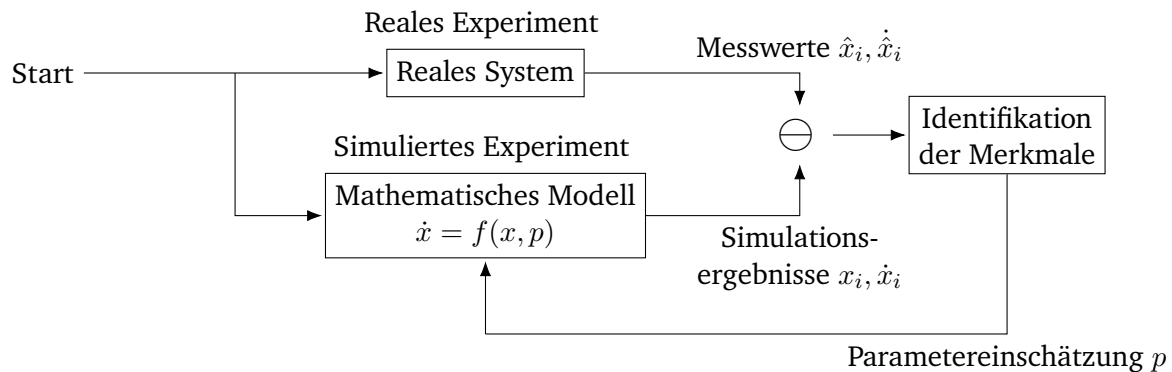 Reales Experiment
Messwerte x̂ᵢ, ẋ̂ᵢ
Start
Reales System
Identifikation
der Merkmale
Simuliertes Experiment
Mathematisches Modell
ẋ = f(x, p)
Simulations-
ergebnisse xᵢ, ẋᵢ
Parametereinschätzung p